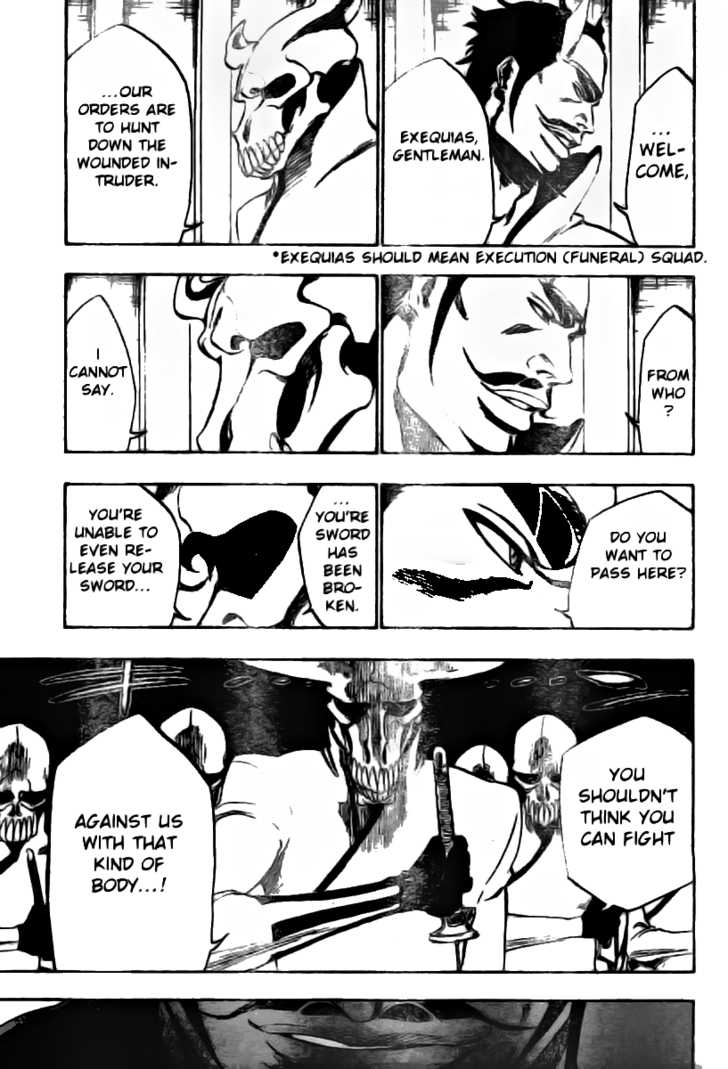 ...
WEL-
COME,
EXEQUIAS,
GENTLEMAN.
...OUR
ORDERS ARE
TO HUNT
DOWN THE
WOUNDED IN-
TRUDER.
*EXEQUIAS SHOULD MEAN EXECUTION (FUNERAL) SQUAD.
FROM
WHO
?
I
CANNOT
SAY.
DO YOU
WANT TO
PASS HERE?
...
YOU'RE
SWORD
HAS
BEEN
BRO-
KEN.
YOU'RE
UNABLE TO
EVEN RE-
LEASE YOUR
SWORD...
YOU
SHOULDN'T
THINK YOU
CAN FIGHT
AGAINST US
WITH THAT
KIND OF
BODY...!